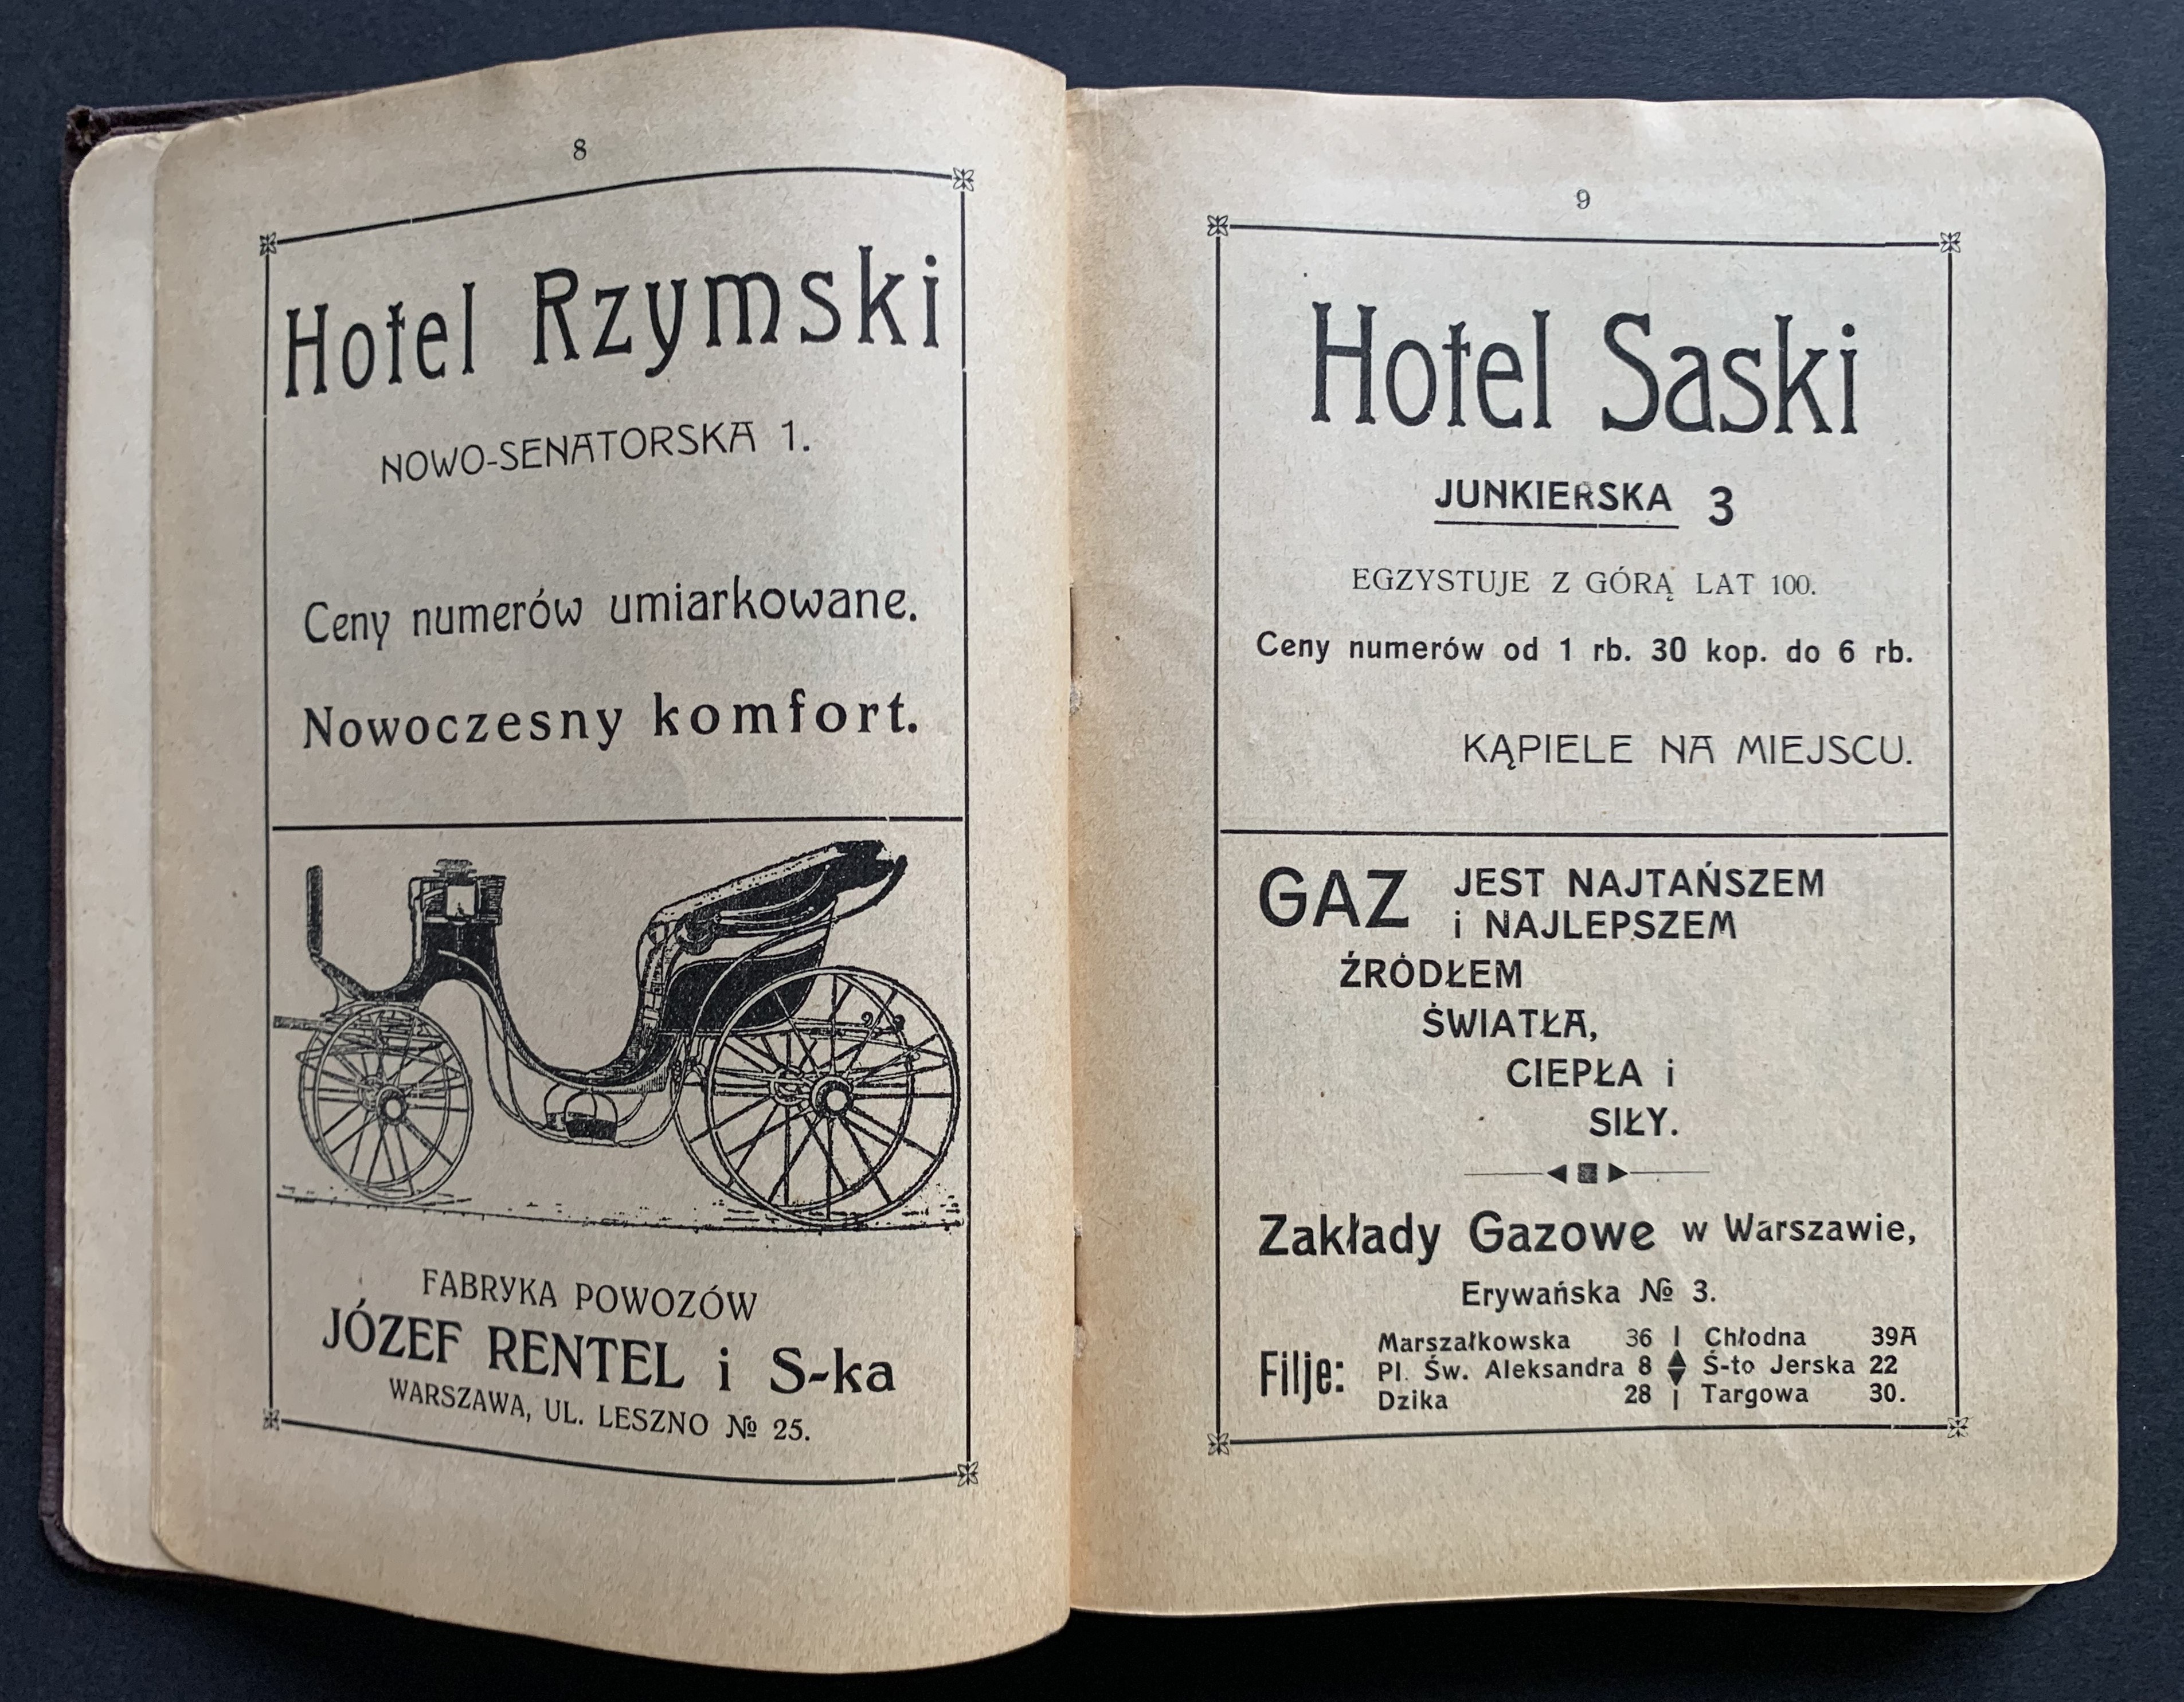 8
Hotel Rzymski
NOWO-SENATORSKA 1.
Ceny numerów umiarkowane.
Nowoczesny komfort.
FABRYKA POWOZÓW
JÓZEF RENTEL i S-ka
WARSZAWA, UL. LESZNO № 25.
9
Hotel Saski
JUNKIERSKA 3
EGZYSTUJE Z GÓRĄ LAT 100.
Ceny numerów od 1 rb. 30 kop. do 6 rb.
KĄPIELE NA MIEJSCU.
GAZ JEST NAJTAŃSZEM
i NAJLEPSZEM
ŹRÓDŁEM
ŚWIATŁA,
CIEPŁA i
SIŁY.
Zakłady Gazowe w Warszawie,
Erywańska № 3.
Filje:
Marszałkowska 36
Pl. Św. Aleksandra 8
Dzika 28
Chłodna 39A
Ś-to Jerska 22
Targowa 30.